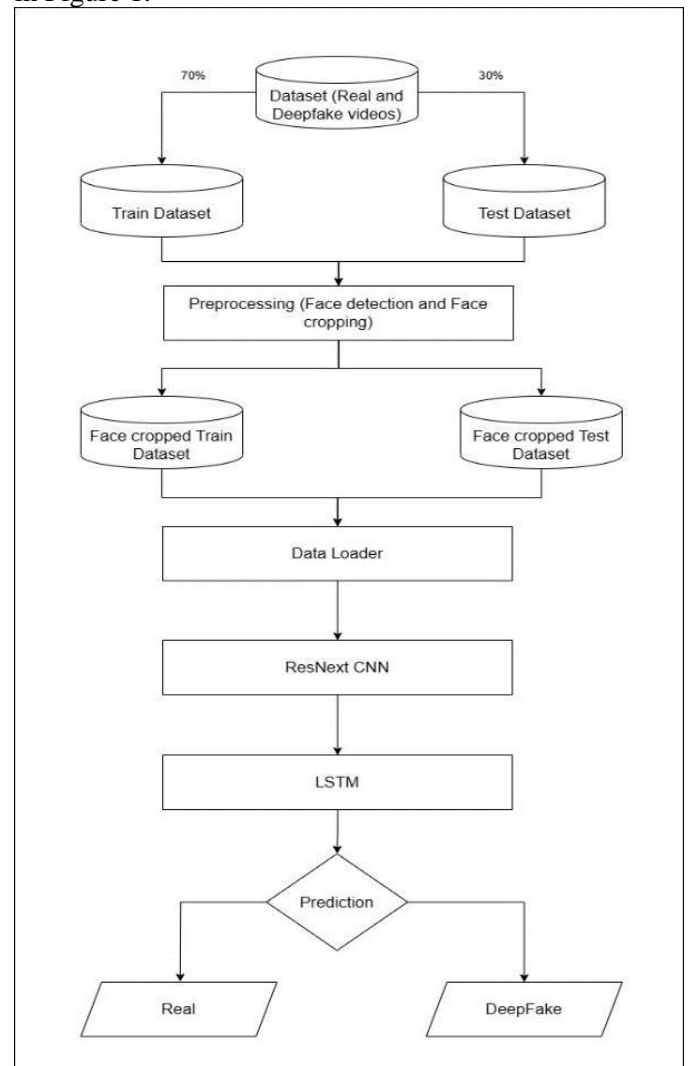 in Figure 1.
70%
30%
Dataset (Real and
Deepfake videos)
Train Dataset
Test Dataset
Preprocessing (Face detection and Face
cropping)
Face cropped Train
Dataset
Face cropped Test
Dataset
Data Loader
ResNext CNN
LSTM
Prediction
Real
DeepFake